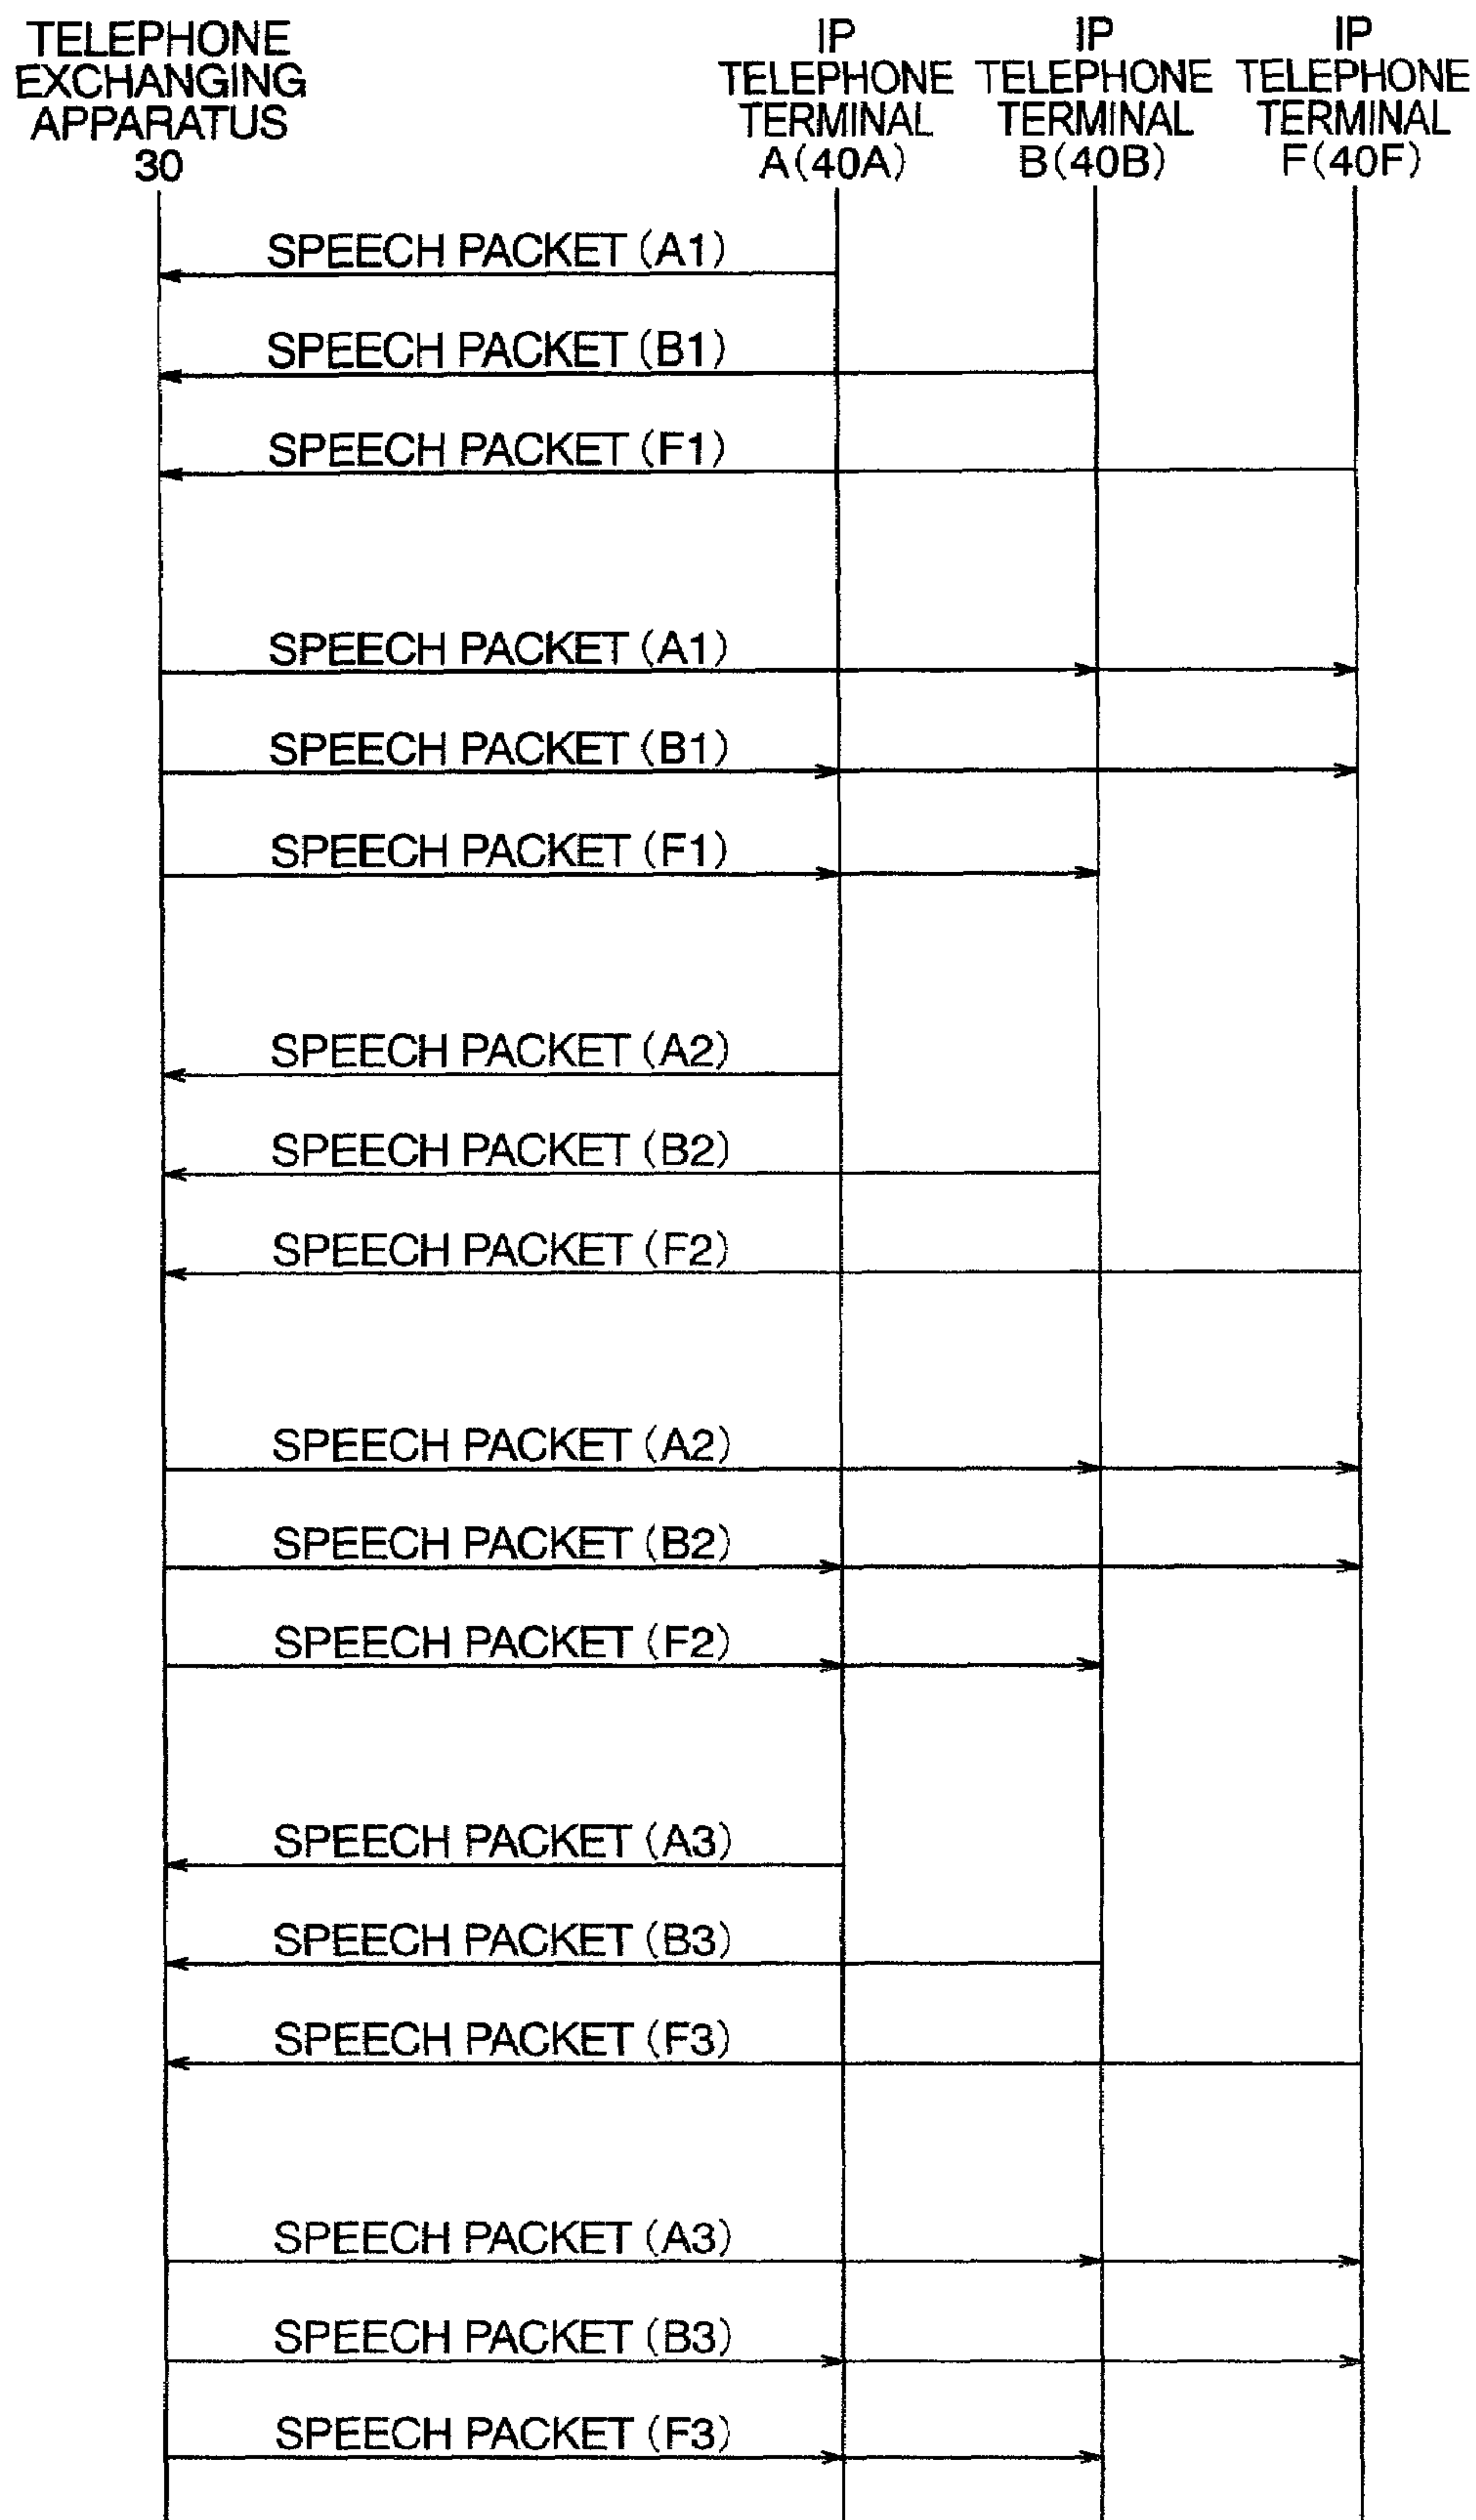 TELEPHONE
EXCHANGING
APPARATUS
30
IP
TELEPHONE
TERMINAL
A(40A)
IP
TELEPHONE
TERMINAL
B(40B)
IP
TELEPHONE
TERMINAL
F(40F)
SPEECH PACKET (A1)
SPEECH PACKET (B1)
SPEECH PACKET (F1)
SPEECH PACKET (A1)
SPEECH PACKET (B1)
SPEECH PACKET (F1)
SPEECH PACKET (A2)
SPEECH PACKET (B2)
SPEECH PACKET (F2)
SPEECH PACKET (A2)
SPEECH PACKET (B2)
SPEECH PACKET (F2)
SPEECH PACKET (A3)
SPEECH PACKET (B3)
SPEECH PACKET (F3)
SPEECH PACKET (A3)
SPEECH PACKET (B3)
SPEECH PACKET (F3)